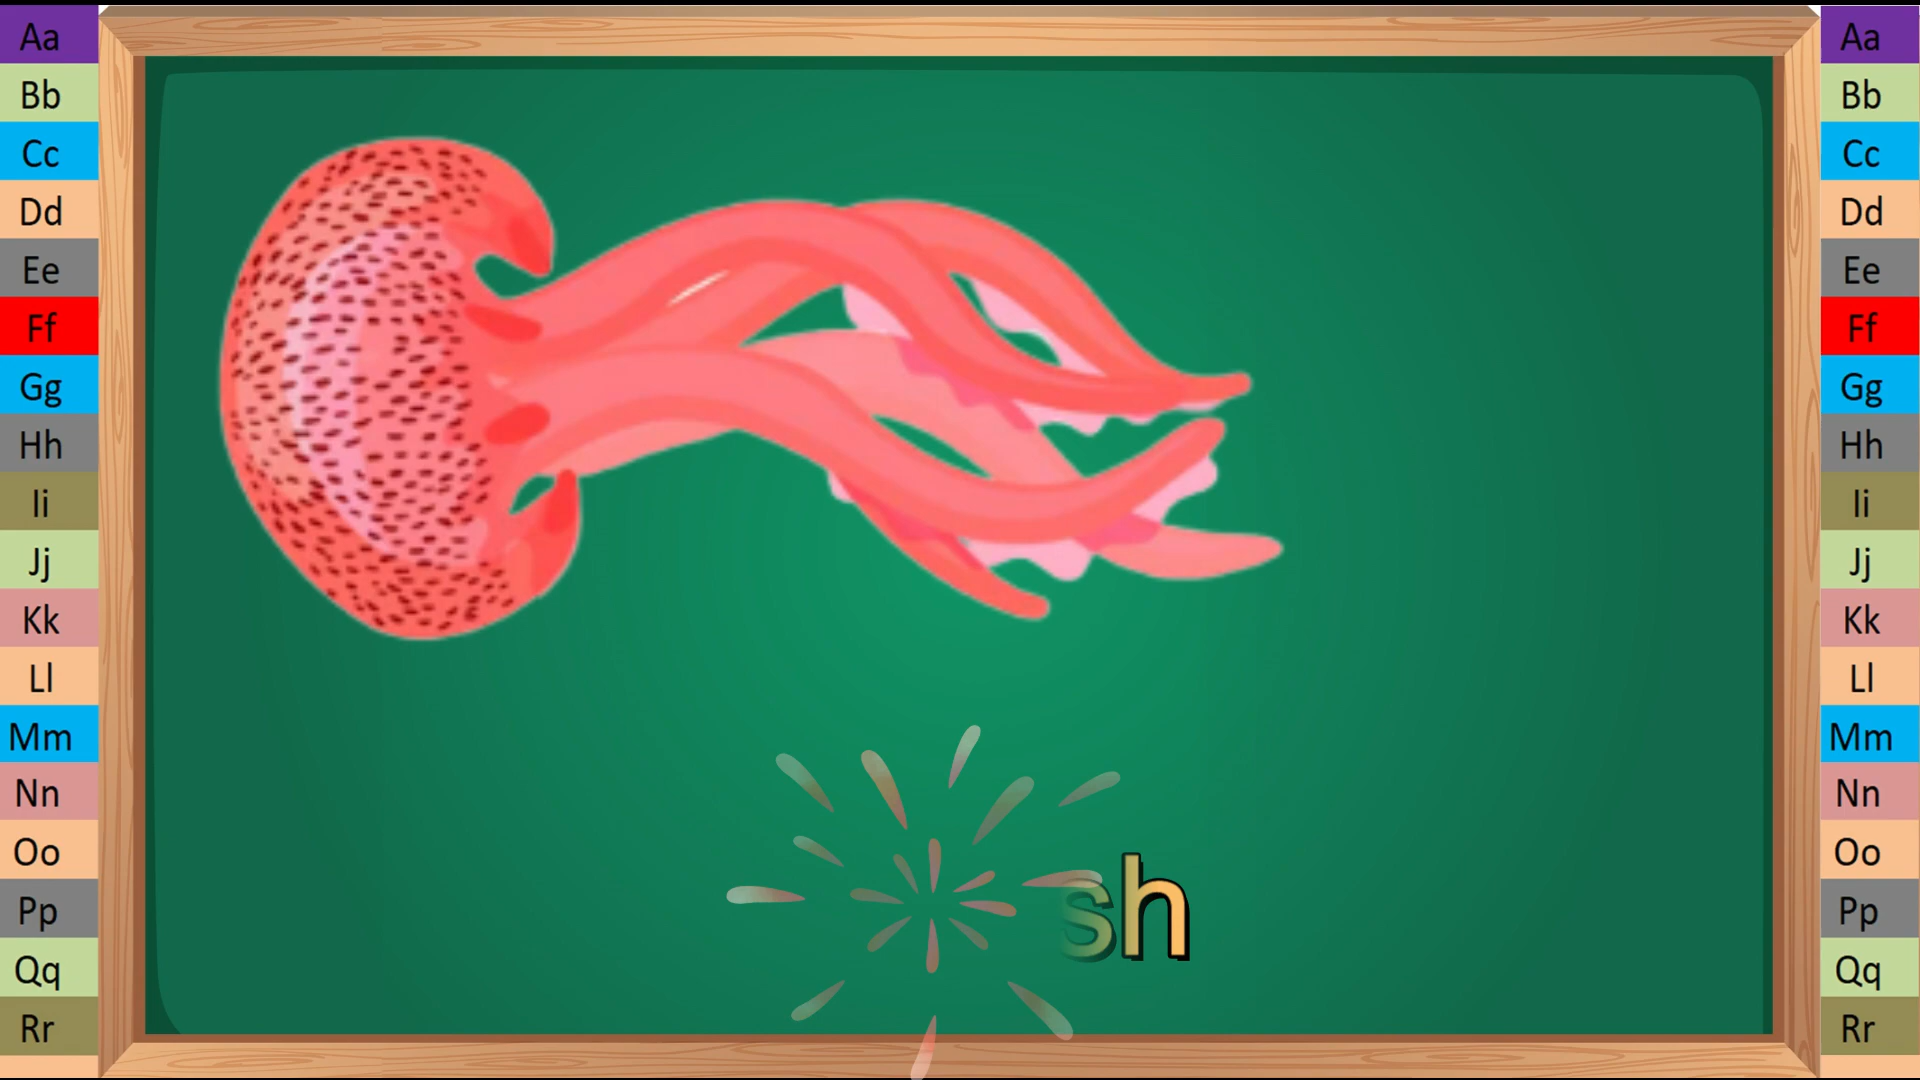 Aa
Bb
Cc
Dd
Ee
Ff
Gg
Hh
Ii
Jj
Kk
Ll
Mm
Nn
Oo
Pp
Qq
Rr
sh
Aa
Bb
Cc
Dd
Ee
Ff
Gg
Hh
Ii
Jj
Kk
Ll
Mm
Nn
Oo
Pp
Qq
Rr